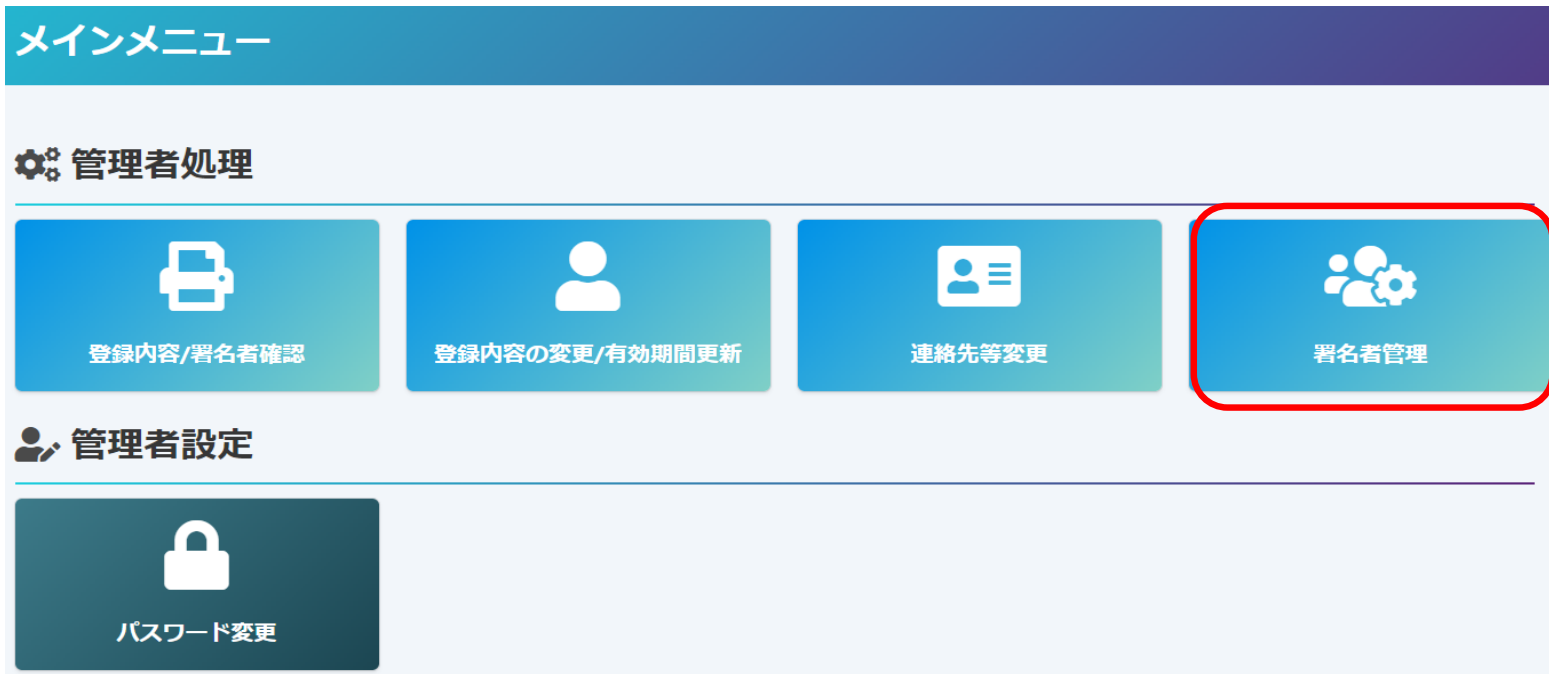 メインメニュー
管理者処理
登録内容/署名者確認
登録内容の変更/有効期間更新
連絡先等変更
署名者管理
管理者設定
パスワード変更